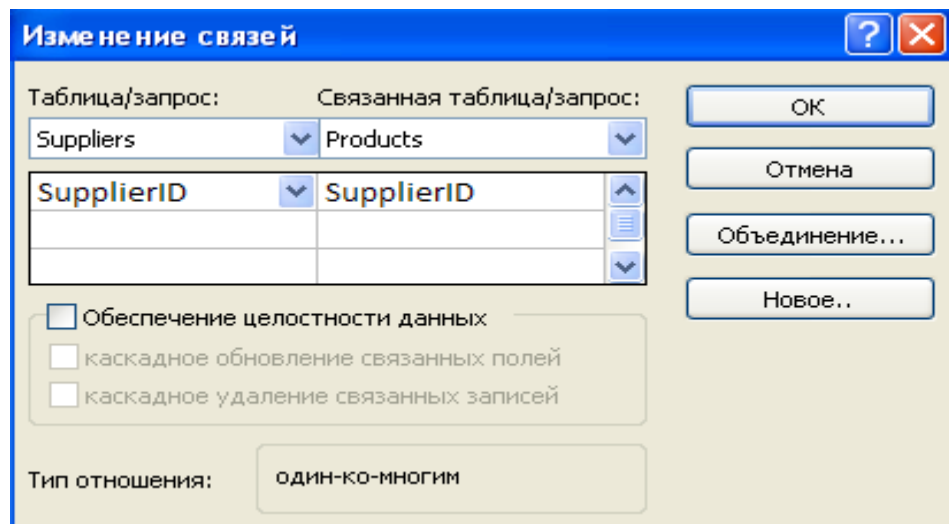 Изменение связей
Таблица/запрос: Связанная таблица/запрос:
Suppliers Products
SupplierID SupplierID
Обеспечение целостности данных
каскадное обновление связанных полей
каскадное удаление связанных записей
Тип отношения: один-ко-многим
ОК
Отмена
Объединение...
Новое..